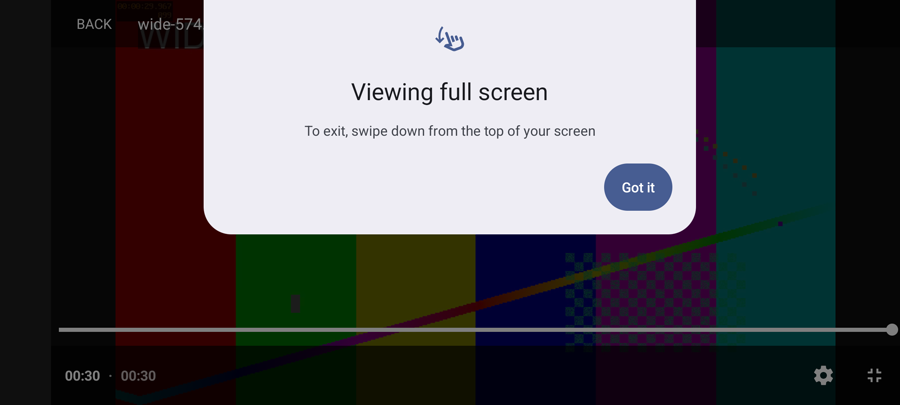 BACK
wide-574
WID
Viewing full screen
To exit, swipe down from the top of your screen
Got it
00:30 · 00:30